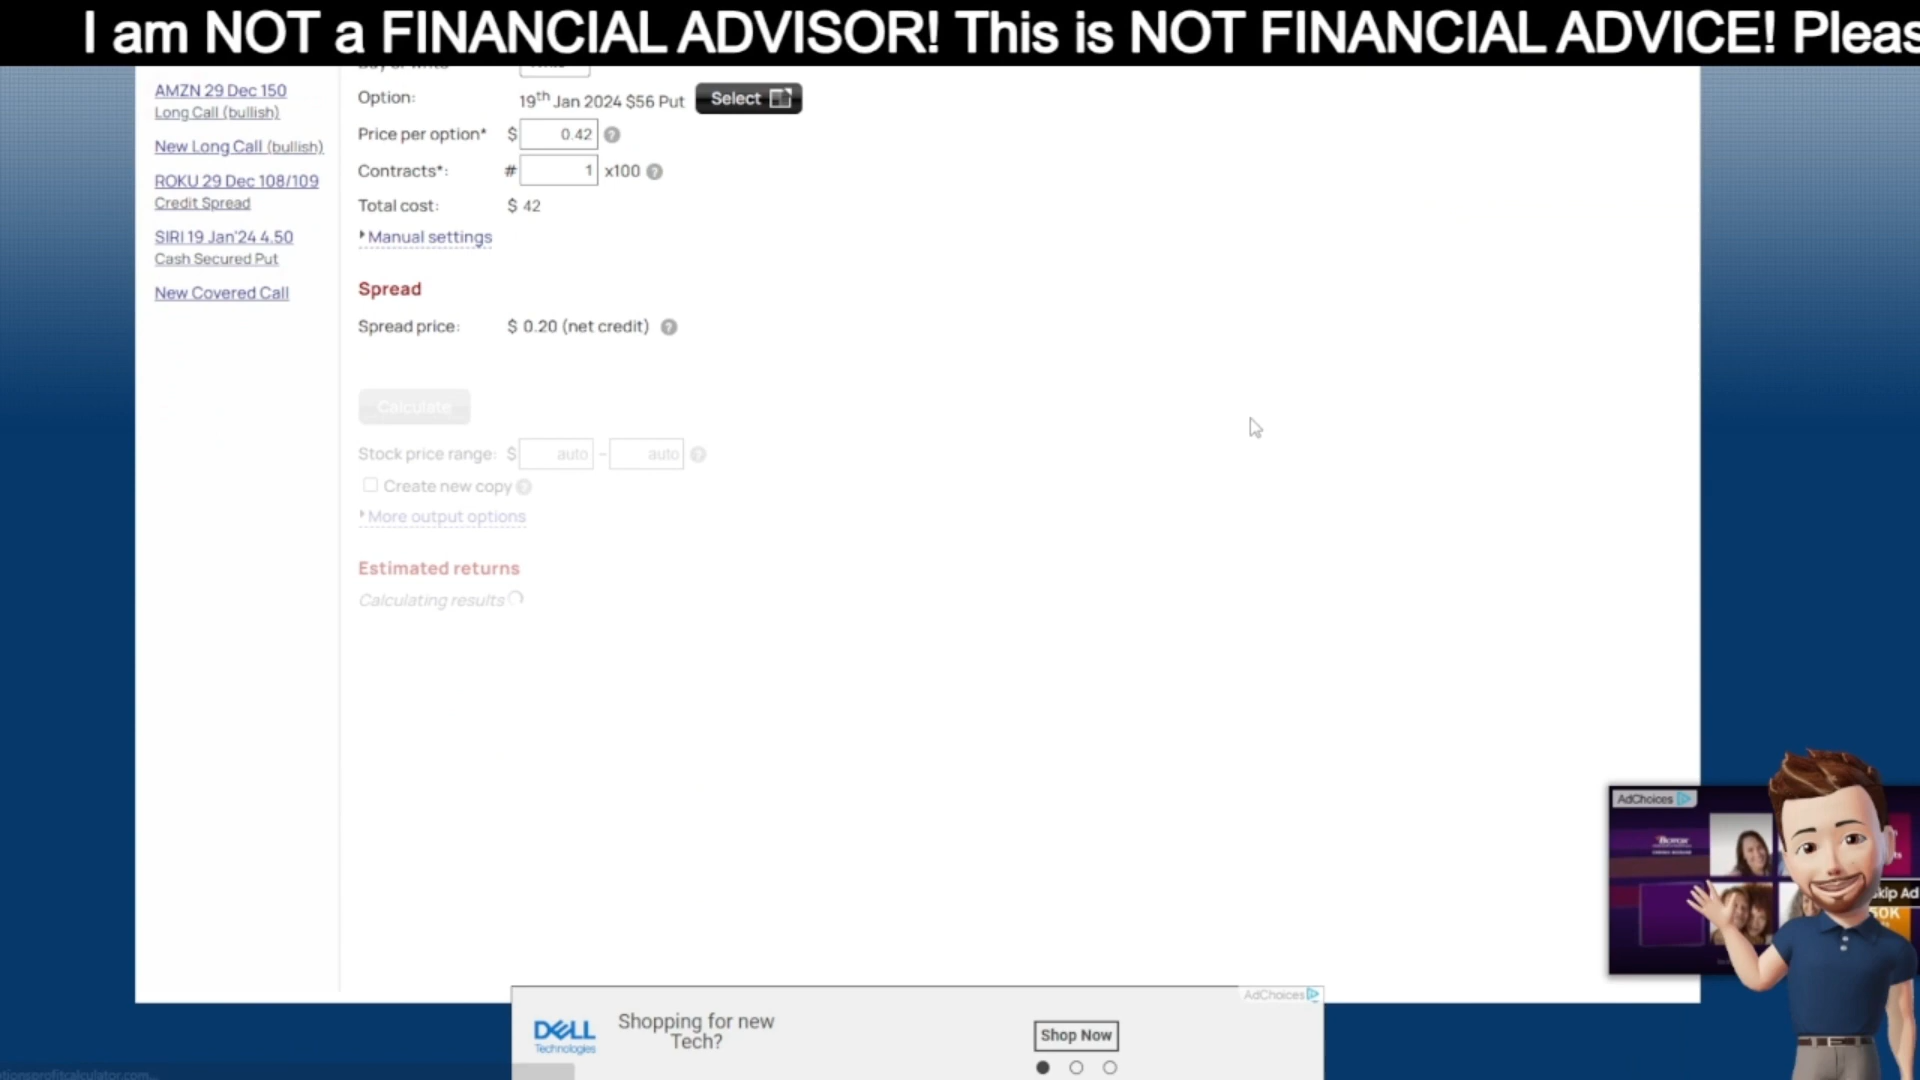 I am NOT a FINANCIAL ADVISOR! This is NOT FINANCIAL ADVICE! Pleas
AMZN 29 Dec 150
Long Call (bullish)
New Long Call (bullish)
ROKU 29 Dec 108/109
Credit Spread
SIRI 19 Jan'24 4.50
Cash Secured Put
New Covered Call
Option: 19th Jan 2024 $56 Put Select
Price per option* $ 0.42 ?
Contracts*: # 1 x100 ?
Total cost: $ 42
Manual settings
Spread
Spread price: $ 0.20 (net credit) ?
Calculate
Stock price range: $ auto - auto ?
Create new copy ?
More output options
Estimated returns
Calculating results
AdChoices
kip Ad
AdChoices
DELL
Technologies
Shopping for new
Tech?
Shop Now